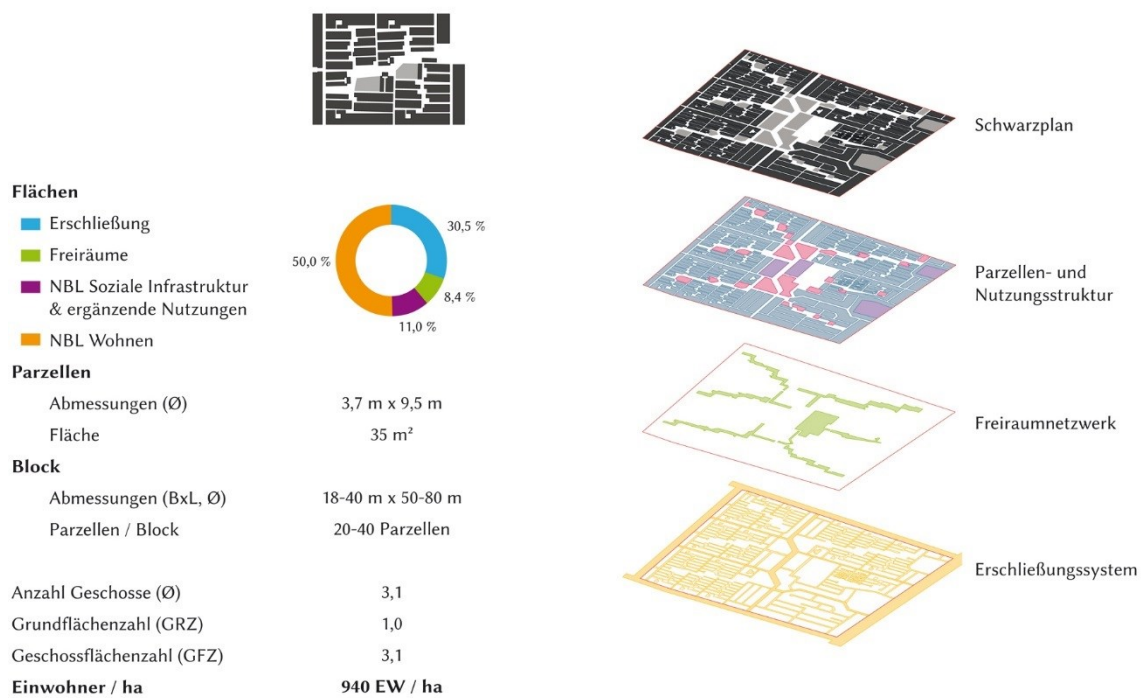 Flächen
Erschließung
Freiräume
NBL Soziale Infrastruktur
& ergänzende Nutzungen
NBL Wohnen
30,5 %
50,0 %
8,4 %
11,0 %
Parzellen
Abmessungen (Ø) 3,7 m x 9,5 m
Fläche 35 m²
Block
Abmessungen (BxL, Ø) 18-40 m x 50-80 m
Parzellen / Block 20-40 Parzellen
Anzahl Geschosse (Ø) 3,1
Grundflächenzahl (GRZ) 1,0
Geschossflächenzahl (GFZ) 3,1
Einwohner / ha 940 EW / ha
Schwarzplan
Parzellen- und
Nutzungsstruktur
Freiraumnetzwerk
Erschließungssystem